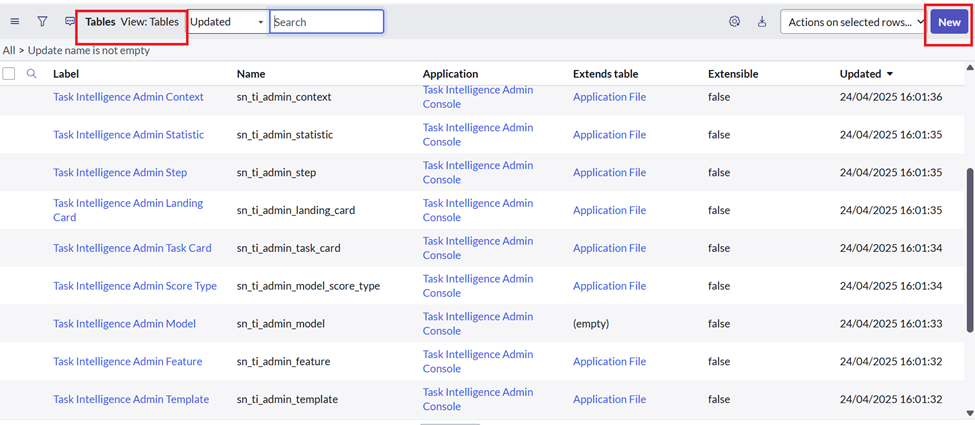 Tables View: Tables Updated Search Actions on selected rows... New
All > Update name is not empty
Label Name Application Extends table Extensible Updated
Task Intelligence Admin Context sn_ti_admin_context Task Intelligence Admin Console Application File false 24/04/2025 16:01:36
Task Intelligence Admin Statistic sn_ti_admin_statistic Task Intelligence Admin Console Application File false 24/04/2025 16:01:35
Task Intelligence Admin Step sn_ti_admin_step Task Intelligence Admin Console Application File false 24/04/2025 16:01:35
Task Intelligence Admin Landing Card sn_ti_admin_landing_card Task Intelligence Admin Console Application File false 24/04/2025 16:01:35
Task Intelligence Admin Task Card sn_ti_admin_task_card Task Intelligence Admin Console Application File false 24/04/2025 16:01:34
Task Intelligence Admin Score Type sn_ti_admin_model_score_type Task Intelligence Admin Console Application File false 24/04/2025 16:01:34
Task Intelligence Admin Model sn_ti_admin_model Task Intelligence Admin Console (empty) false 24/04/2025 16:01:33
Task Intelligence Admin Feature sn_ti_admin_feature Task Intelligence Admin Console Application File false 24/04/2025 16:01:32
Task Intelligence Admin Template sn_ti_admin_template Task Intelligence Admin Console Application File false 24/04/2025 16:01:32